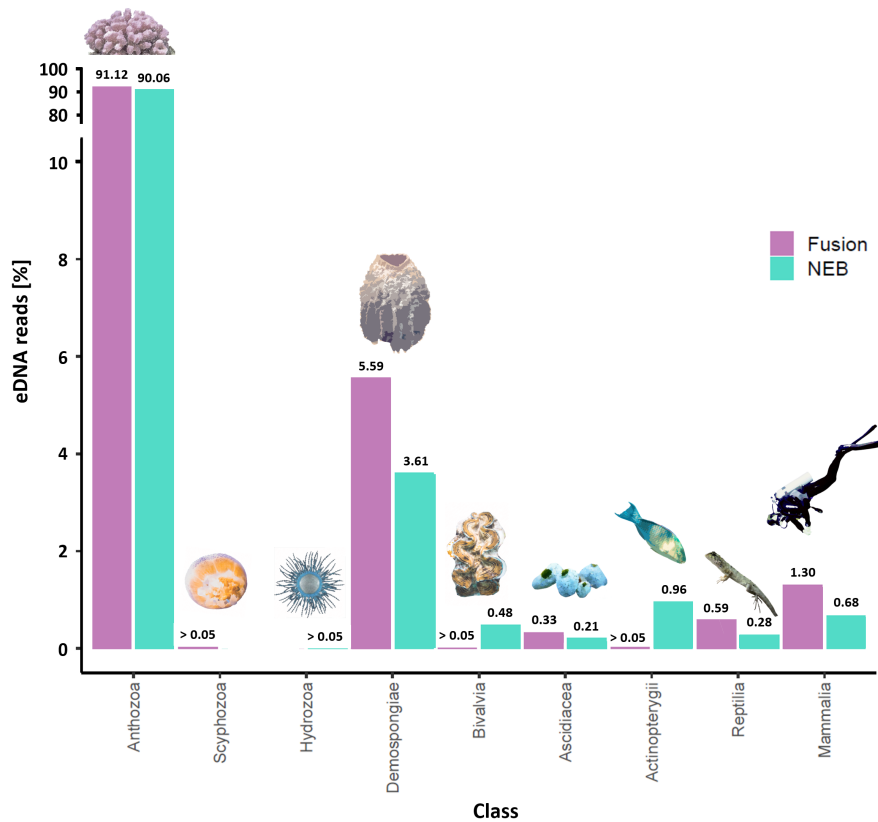 100
90
80
10
8
6
4
2
0
eDNA reads [%]
91.12 90.06
> 0.05
> 0.05
5.59
3.61
> 0.05
0.48
0.33
0.21
> 0.05
0.96
0.59
0.28
1.30
0.68
Fusion
NEB
Anthozoa
Scyphozoa
Hydrozoa
Demospongiae
Bivalvia
Ascidiacea
Actinopterygii
Reptilia
Mammalia
Class